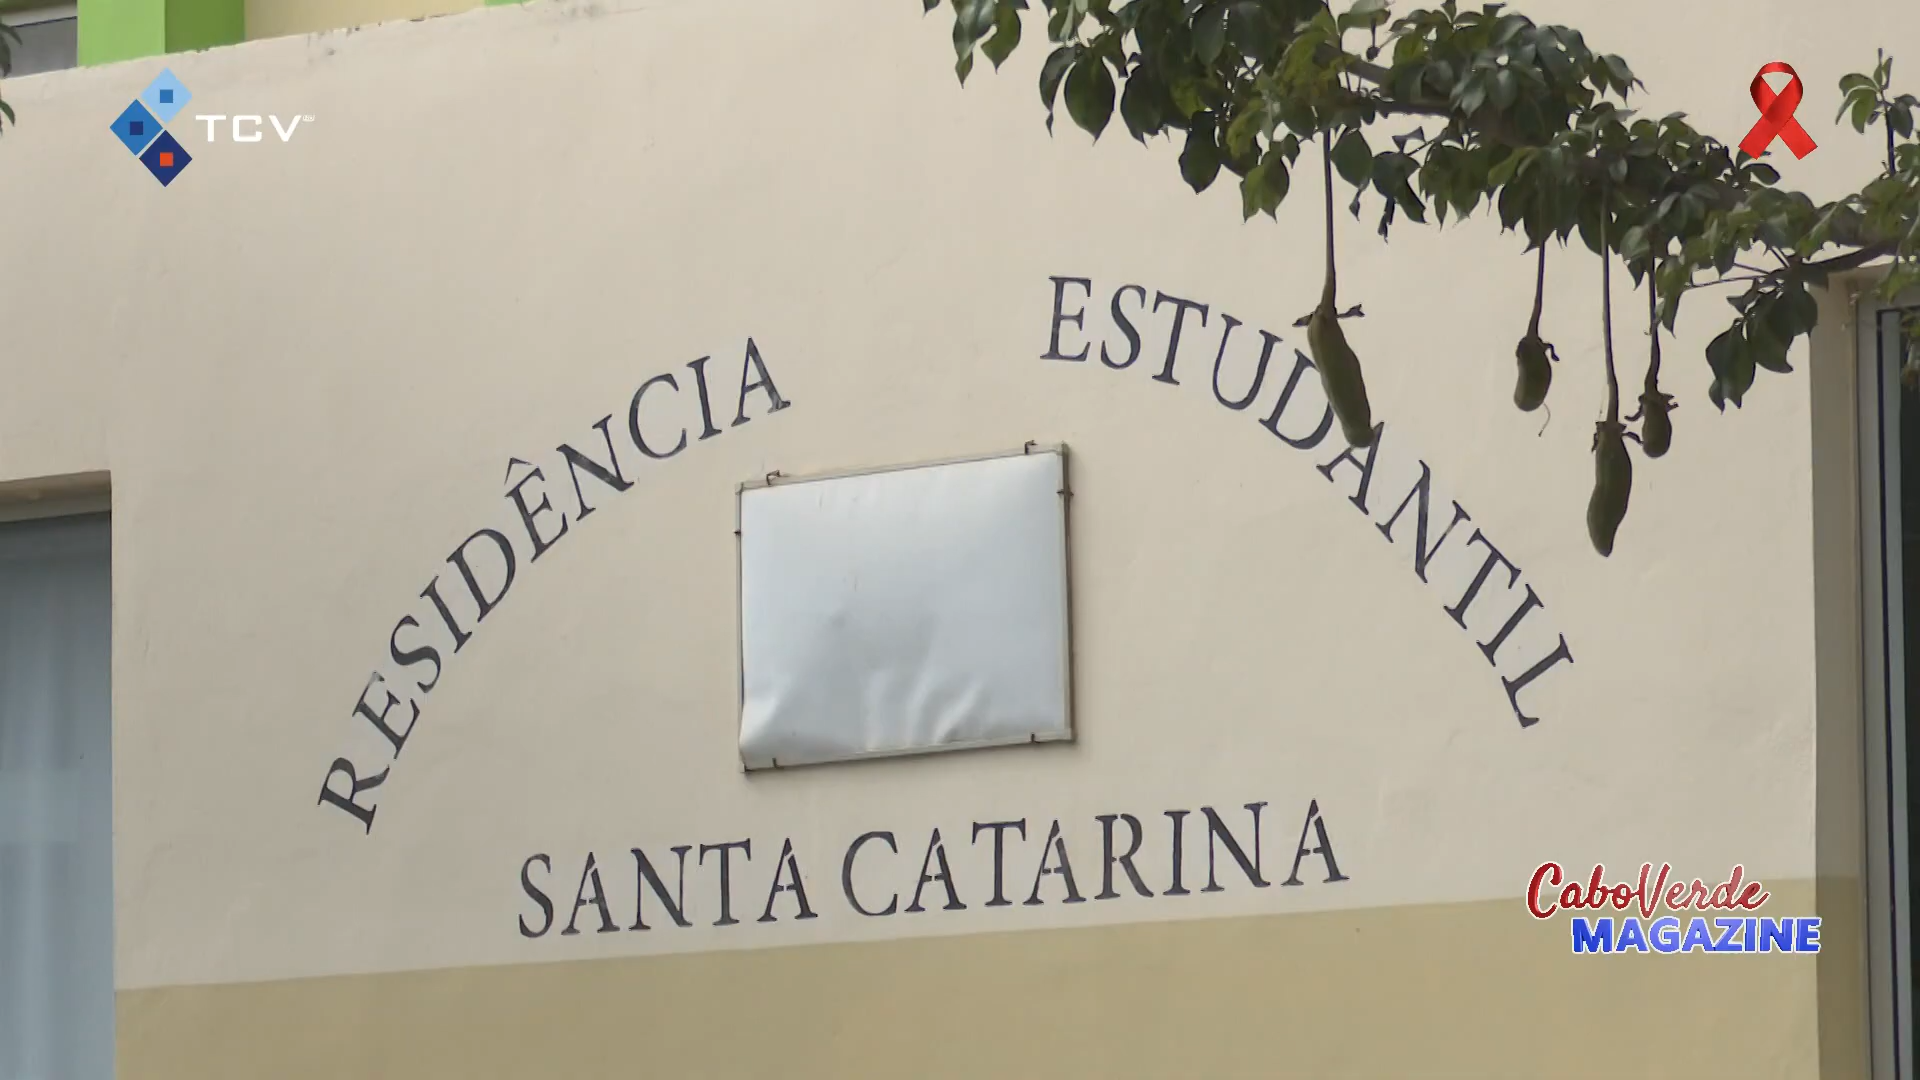 TCV
RESIDÊNCIA ESTUDANTIL
SANTA CATARINA
CaboVerde
MAGAZINE